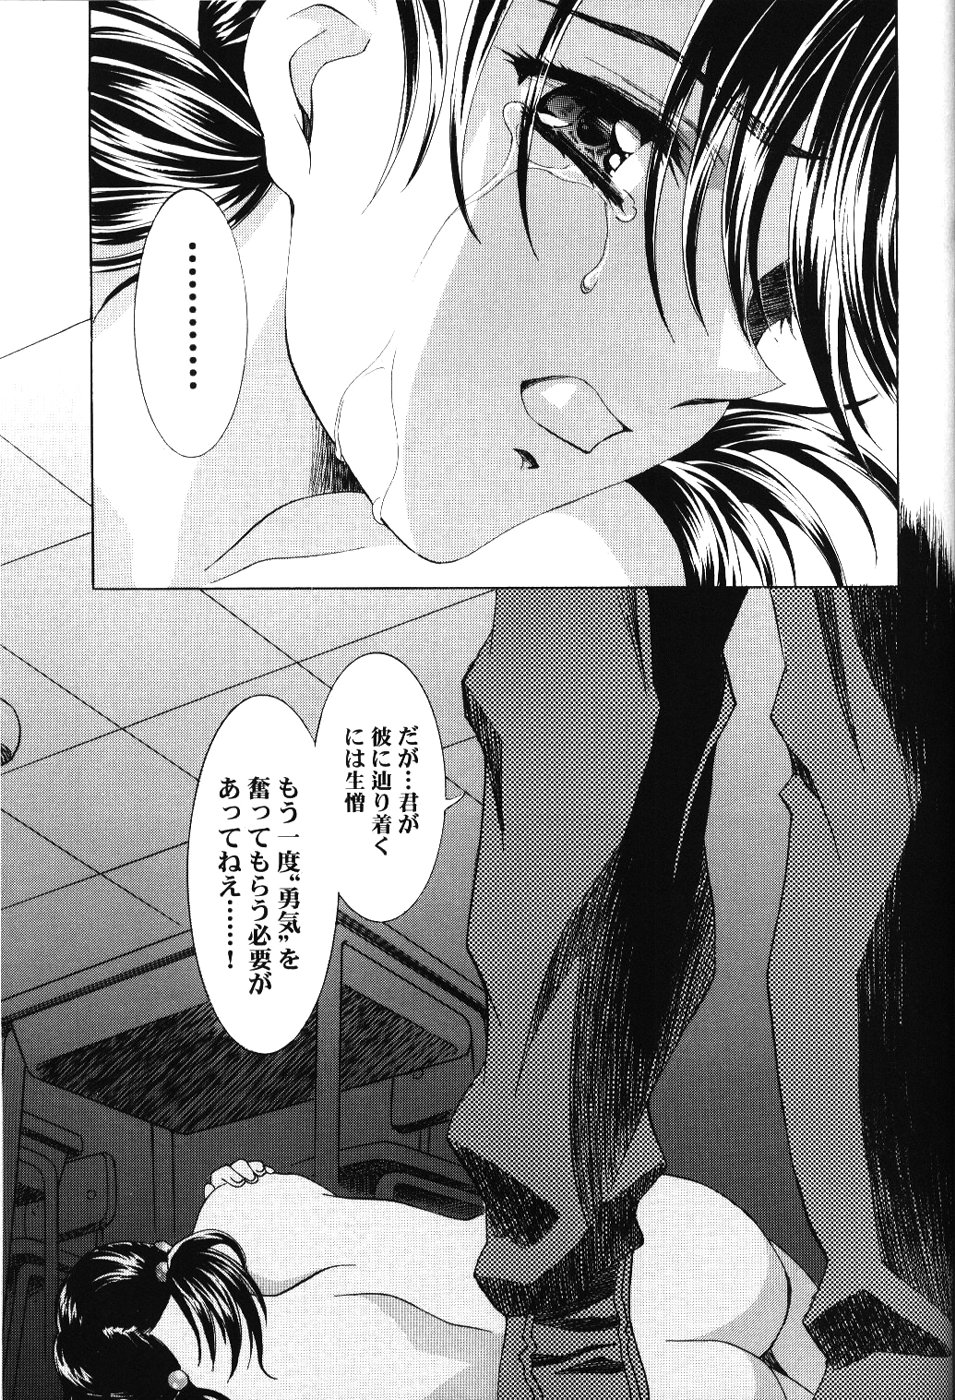 …………
だが…君が
彼に辿り着く
には生憎
もう一度“勇気”を
奮ってもらう必要が
あってねえ……！